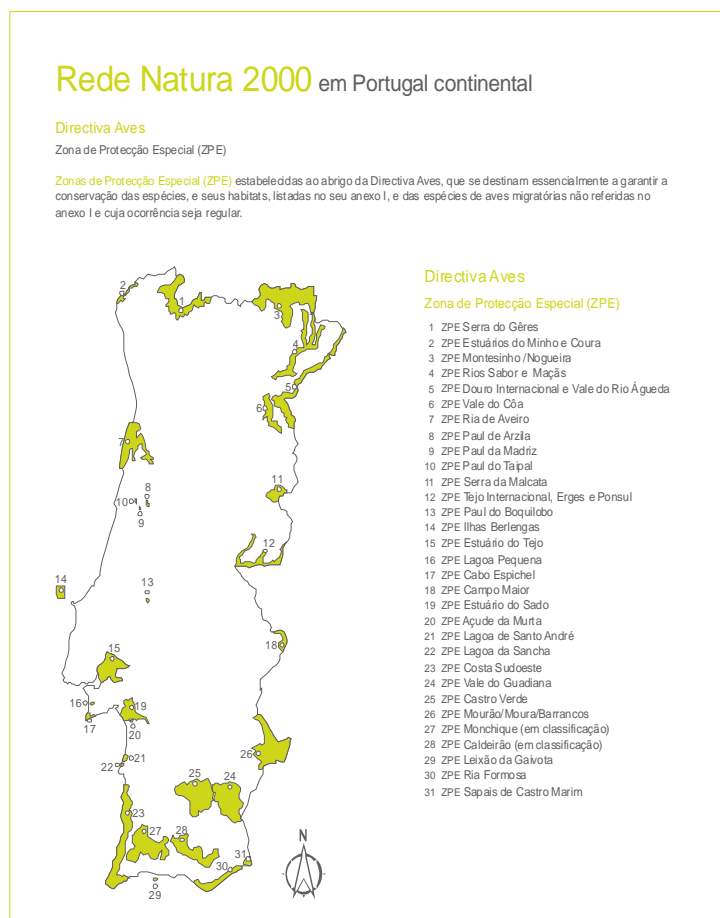 Rede Natura 2000 em Portugal continental
Directiva Aves
Zona de Protecção Especial (ZPE)
Zonas de Protecção Especial (ZPE) estabelecidas ao abrigo da Directiva Aves, que se destinam essencialmente a garantir a
conservação das espécies, e seus habitats, listadas no seu anexo I, e das espécies de aves migratórias não referidas no
anexo I e cuja ocorrência seja regular.
2
1
3
4
5
6
7
8
10
9
11
12
13
14
15
16
17
18
19
20
21
22
23
24
25
26
27
28
29
30
31
N
Directiva Aves
Zona de Protecção Especial (ZPE)
1 ZPE Serra do Gêres
2 ZPE Estuários do Minho e Coura
3 ZPE Montesinho /Nogueira
4 ZPE Rios Sabor e Maçãs
5 ZPE Douro Internacional e Vale do Rio Águeda
6 ZPE Vale do Côa
7 ZPE Ria de Aveiro
8 ZPE Paul de Arzila
9 ZPE Paul da Madriz
10 ZPE Paul do Taipal
11 ZPE Serra da Malcata
12 ZPE Tejo Internacional, Erges e Ponsul
13 ZPE Paul do Boquilobo
14 ZPE Ilhas Berlengas
15 ZPE Estuário do Tejo
16 ZPE Lagoa Pequena
17 ZPE Cabo Espichel
18 ZPE Campo Maior
19 ZPE Estuário do Sado
20 ZPE Açude da Murta
21 ZPE Lagoa de Santo André
22 ZPE Lagoa da Sancha
23 ZPE Costa Sudoeste
24 ZPE Vale do Guadiana
25 ZPE Castro Verde
26 ZPE Mourão/Moura/Barrancos
27 ZPE Monchique (em classificação)
28 ZPE Caldeirão (em classificação)
29 ZPE Leixão da Gaivota
30 ZPE Ria Formosa
31 ZPE Sapais de Castro Marim